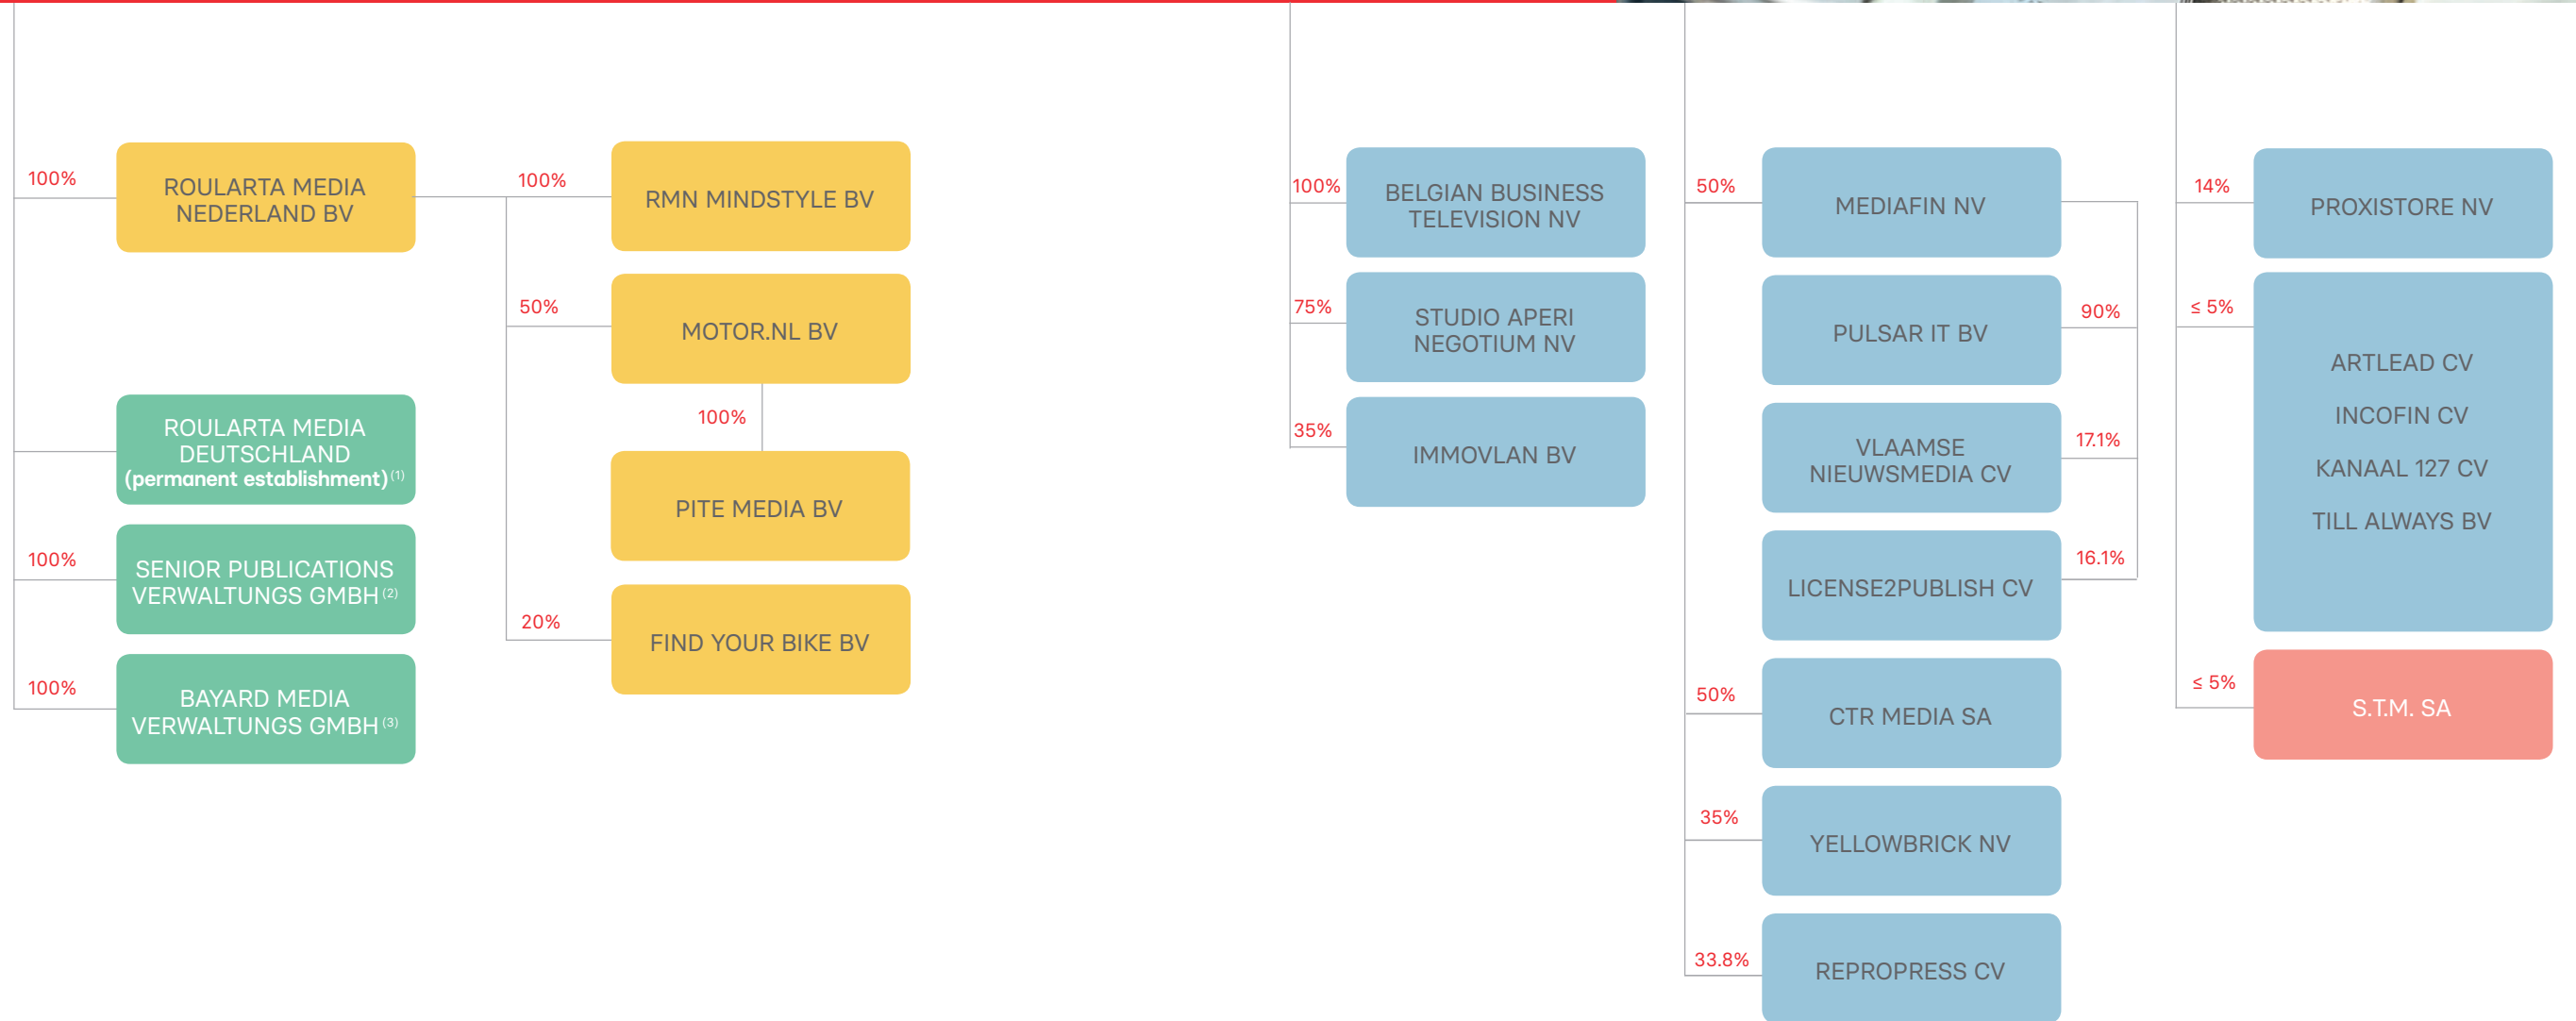 100%
ROULARTA MEDIA
NEDERLAND BV
100%
RMN MINDSTYLE BV
50%
MOTOR.NL BV
100%
PITE MEDIA BV
20%
FIND YOUR BIKE BV
ROULARTA MEDIA
DEUTSCHLAND
(permanent establishment) (1)
100%
SENIOR PUBLICATIONS
VERWALTUNGS GMBH (2)
100%
BAYARD MEDIA
VERWALTUNGS GMBH (3)
100%
BELGIAN BUSINESS
TELEVISION NV
75%
STUDIO APERI
NEGOTIUM NV
35%
IMMOVLAN BV
50%
MEDIAFIN NV
PULSAR IT BV
90%
VLAAMSE
NIEUWSMEDIA CV
17.1%
LICENSE2PUBLISH CV
16.1%
50%
CTR MEDIA SA
35%
YELLOWBRICK NV
33.8%
REPROPRESS CV
14%
PROXISTORE NV
≤ 5%
ARTLEAD CV
INCOFIN CV
KANAAL 127 CV
TILL ALWAYS BV
≤ 5%
S.T.M. SA